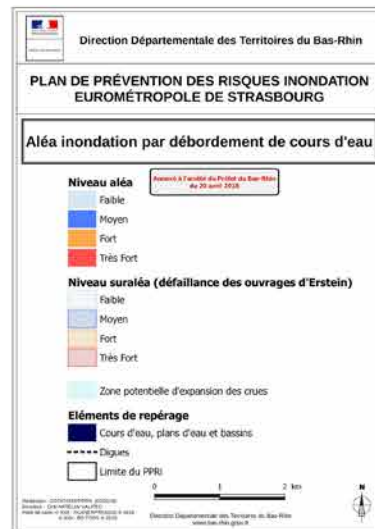 Direction Départementale des Territoires du Bas-Rhin
PLAN DE PRÉVENTION DES RISQUES INONDATION
EUROMÉTROPOLE DE STRASBOURG
Aléa inondation par débordement de cours d'eau
Niveau aléa
Annexé à l'arrêté du Préfet du Bas-Rhin
du 20 avril 2018
Faible
Moyen
Fort
Très Fort
Niveau suraléa (défaillance des ouvrages d'Erstein)
Faible
Moyen
Fort
Très Fort
Zone potentielle d'expansion des crues
Eléments de repérage
Cours d'eau, plans d'eau et bassins
Digues
Limite du PPRI
0 1 2 km
N
Direction Départementale des Territoires du Bas-Rhin
www.bas-rhin.gouv.fr